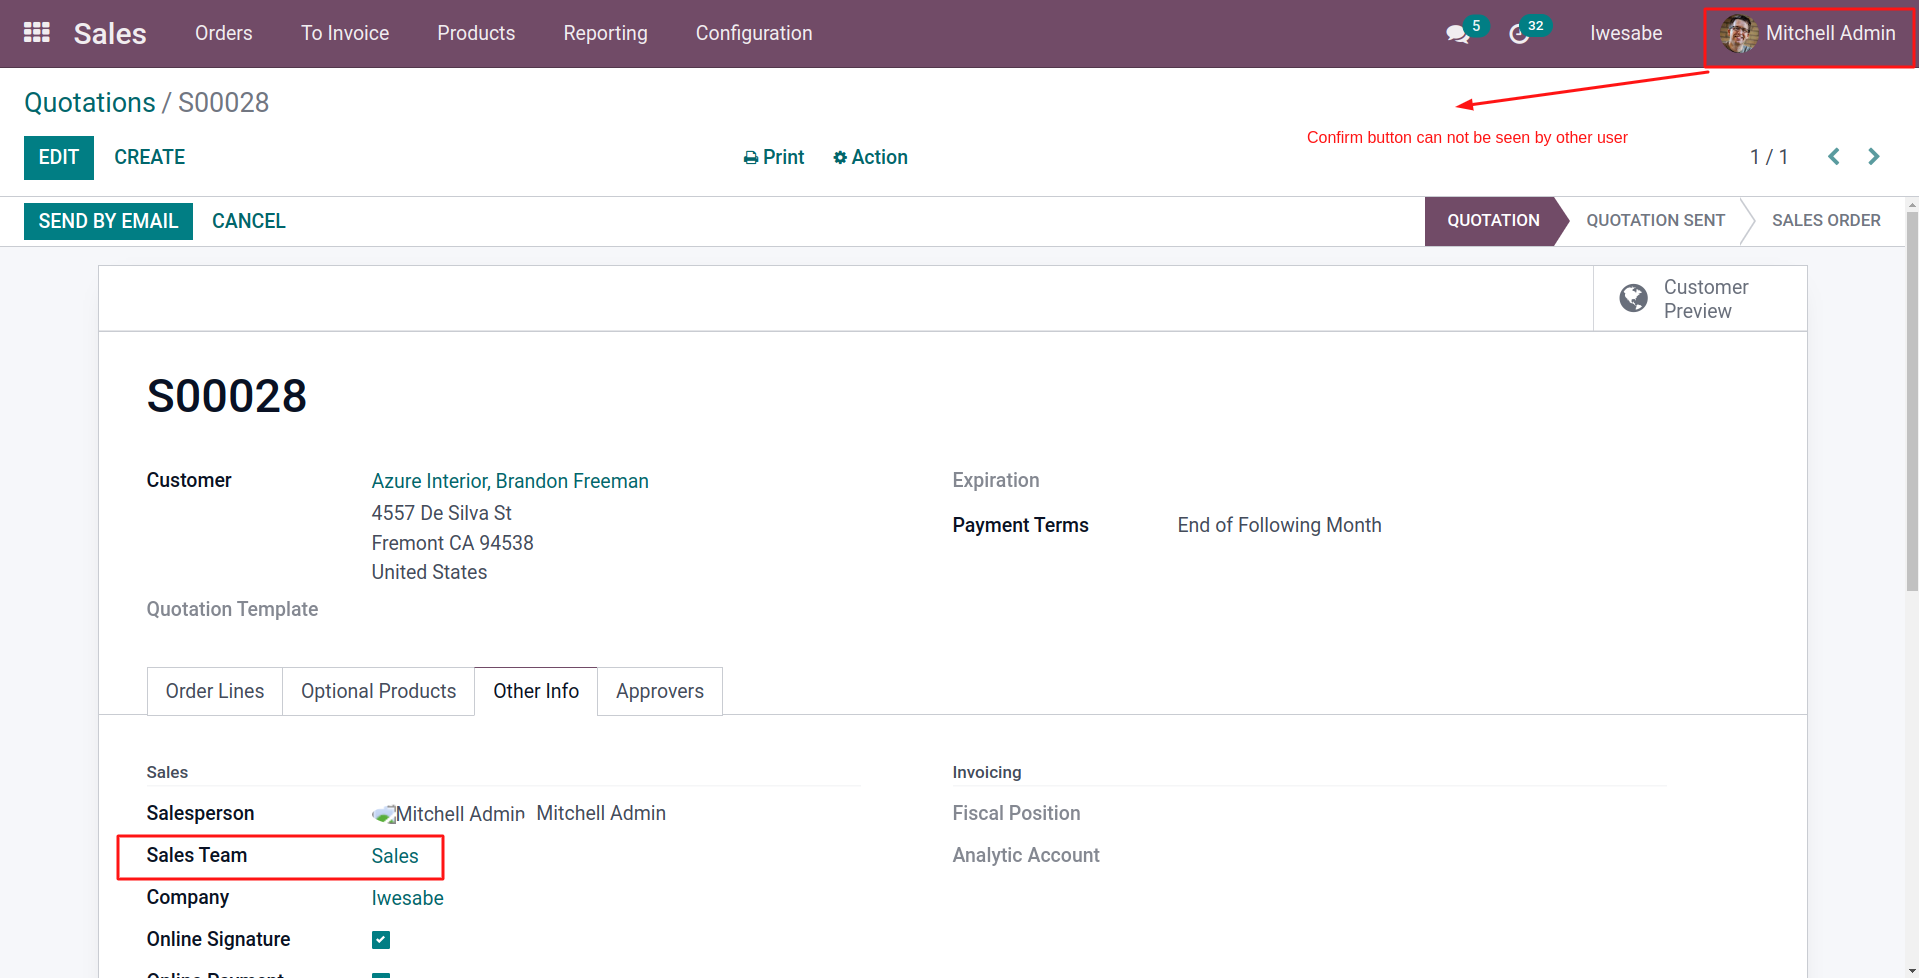 Sales Orders To Invoice Products Reporting Configuration 5 32 Iwesabe Mitchell Admin
Quotations / S00028
Confirm button can not be seen by other user
EDIT CREATE Print Action 1 / 1
SEND BY EMAIL CANCEL QUOTATION QUOTATION SENT SALES ORDER
Customer
Preview
S00028
Customer Azure Interior, Brandon Freeman Expiration
4557 De Silva St
Payment Terms End of Following Month
Fremont CA 94538
United States
Quotation Template
Order Lines Optional Products Other Info Approvers
Sales Invoicing
Salesperson Mitchell Admin Mitchell Admin Fiscal Position
Sales Team Sales Analytic Account
Company Iwesabe
Online Signature
Online Payment